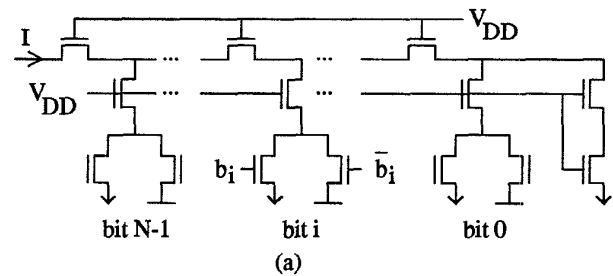 V_DD
I
... ... ...
V_DD ... ... ...
b_i b̄_i
bit N-1 bit i bit 0
(a)